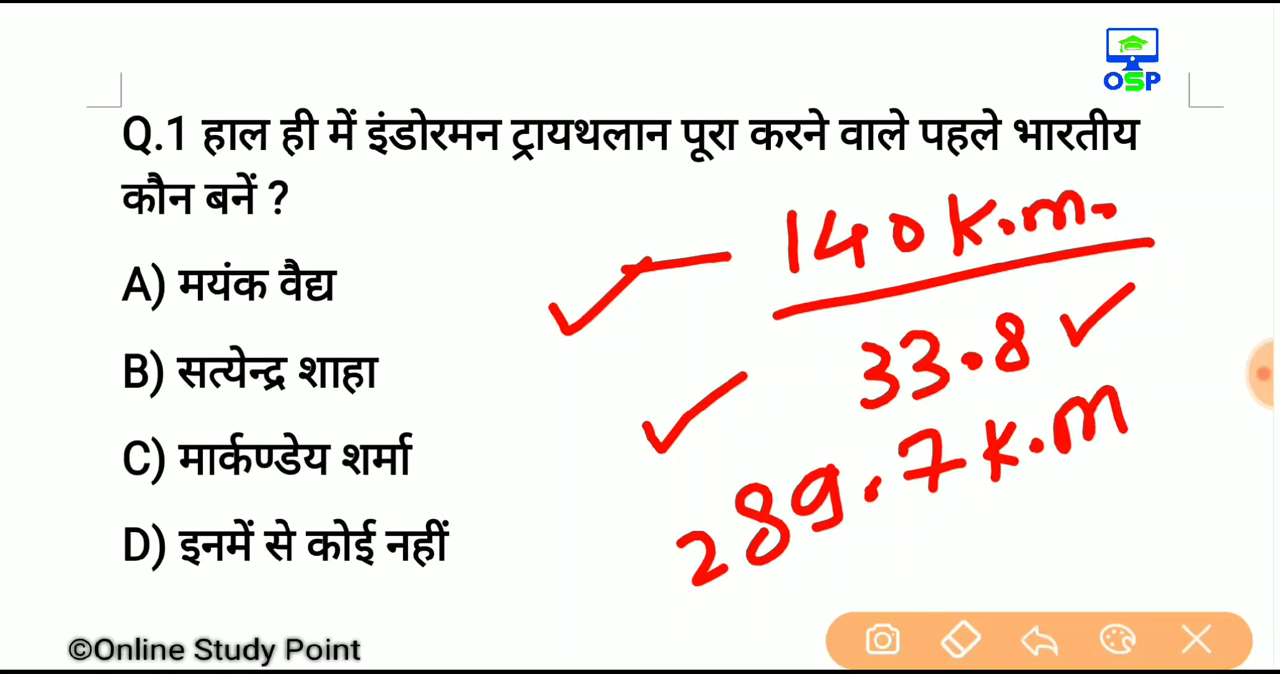 OSP
Q.1 हाल ही में इंडोरमन ट्रायथलान पूरा करने वाले पहले भारतीय
कौन बनें ?
140 K.m.
A) मयंक वैद्य
33.8
B) सत्येन्द्र शाहा
289.7 K.m
C) मार्कण्डेय शर्मा
D) इनमें से कोई नहीं
©Online Study Point